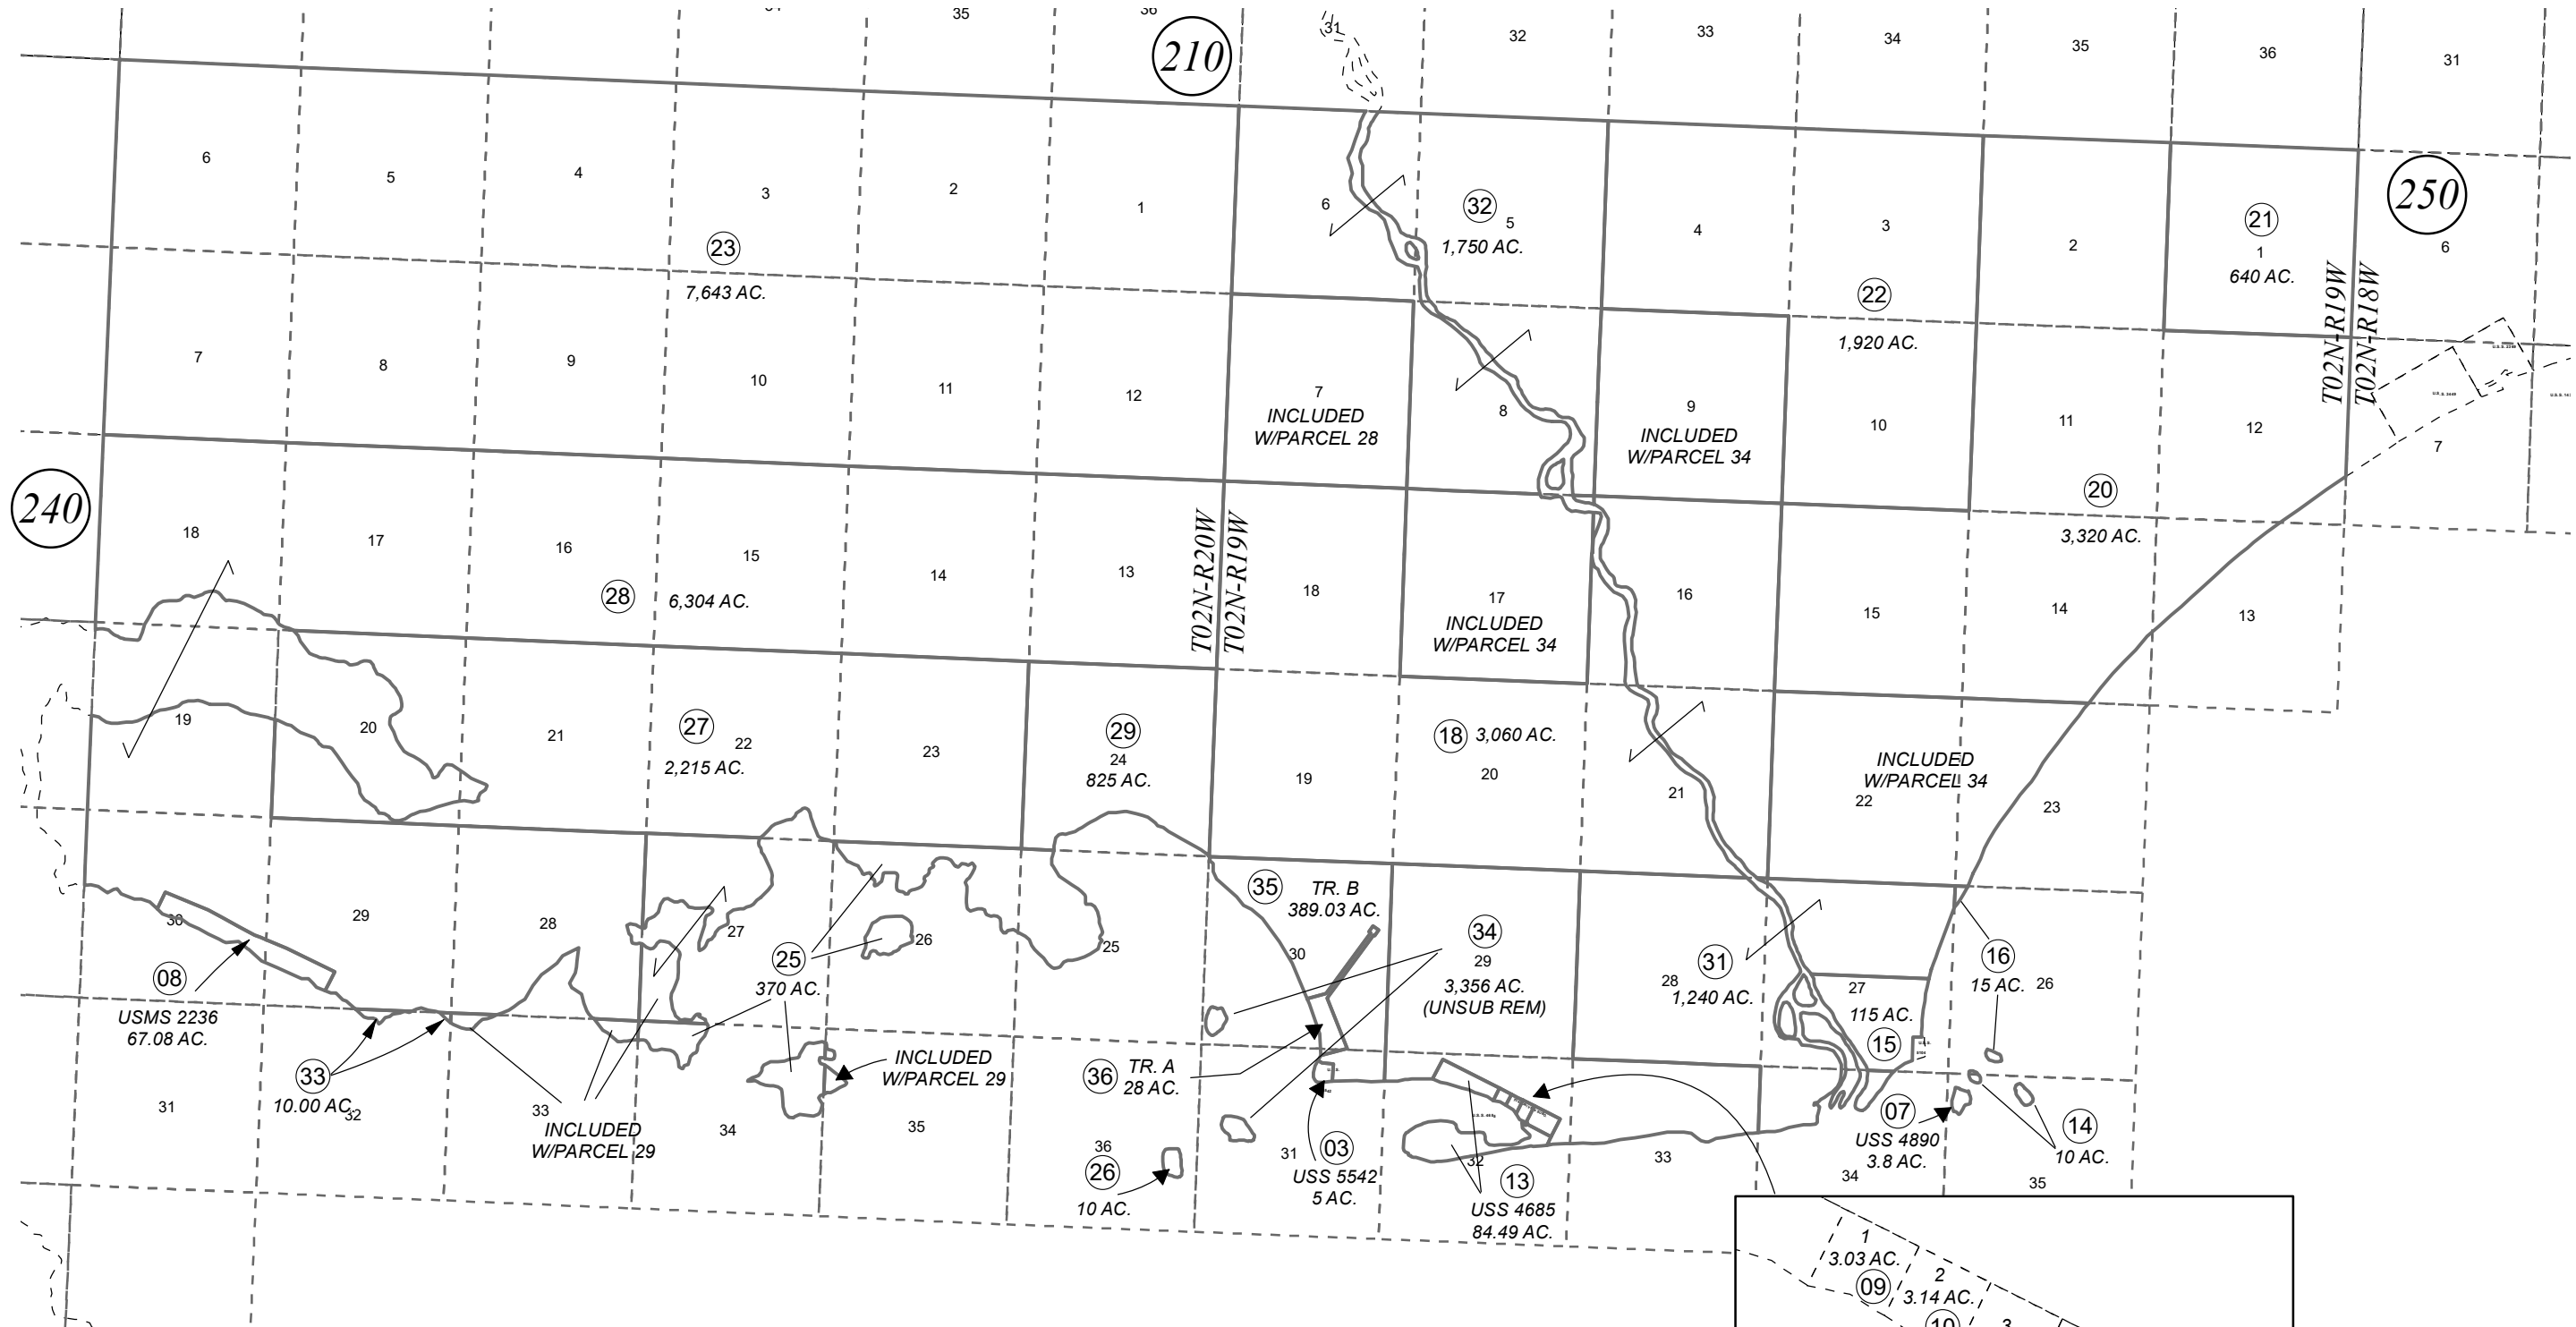 35
36
210
31
32
33
34
35
36
31
6
5
4
3
2
1
23
7,643 AC.
6
32
5
1,750 AC.
4
3
22
1,920 AC.
2
21
1
640 AC.
250
6
T02N-R19W
T02N-R18W
7
8
9
10
11
12
7
INCLUDED
W/PARCEL 28
8
9
INCLUDED
W/PARCEL 34
10
11
12
7
20
3,320 AC.
240
18
17
16
15
14
13
28
6,304 AC.
T02N-R20W
T02N-R19W
18
17
INCLUDED
W/PARCEL 34
16
15
14
13
19
20
21
27
22
2,215 AC.
23
29
24
825 AC.
19
18
3,060 AC.
20
21
INCLUDED
W/PARCEL 34
22
23
30
29
28
27
26
25
25
370 AC.
35
TR. B
389.03 AC.
30
34
29
3,356 AC.
(UNSUB REM)
31
28
1,240 AC.
27
115 AC.
15
16
15 AC.
26
08
USMS 2236
67.08 AC.
33
10.00 AC.
31
32
33
INCLUDED
W/PARCEL 29
34
INCLUDED
W/PARCEL 29
35
36
TR. A
28 AC.
36
26
10 AC.
31
03
USS 5542
5 AC.
32
13
USS 4685
84.49 AC.
33
07
USS 4890
3.8 AC.
34
14
10 AC.
35
1
3.03 AC.
09
2
3.14 AC.
10
3